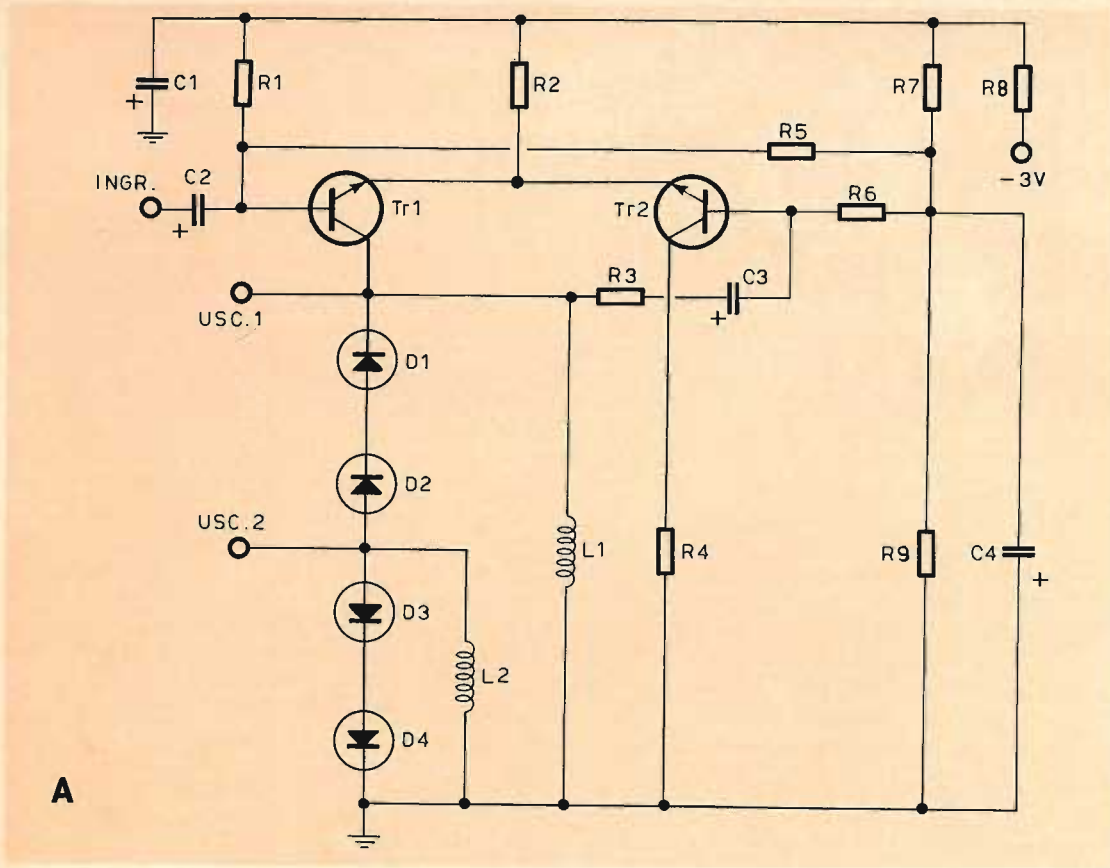 C1
+
R1
R2
R7
R8
R5
-3V
INGR.
C2
+
Tr1
Tr2
R6
R3
C3
+
USC.1
D1
D2
USC.2
L1
R4
R9
C4
+
D3
L2
D4
A